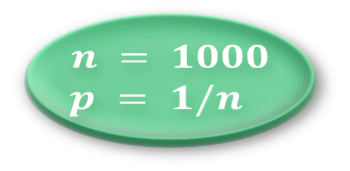 n = 1000
p = 1/n